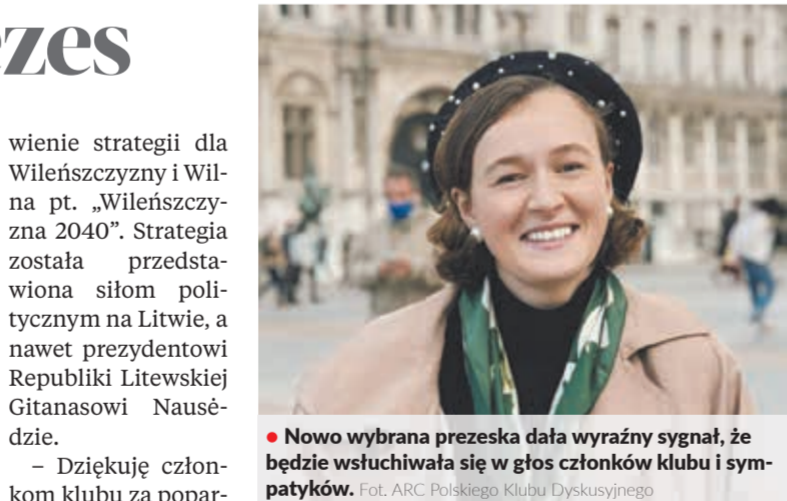 zes
wienie strategii dla
Wileńszczyzny i Wil-
na pt. „Wileńszczy-
zna 2040”. Strategia
została przedsta-
wiona siłom poli-
tycznym na Litwie, a
nawet prezydentowi
Republiki Litewskiej
Gitanasowi Nausė-
dzie.
– Dziękuję człon-
kom klubu za popar-
• Nowo wybrana prezeska dała wyraźny sygnał, że
będzie wsłuchiwała się w głos członków klubu i sym-
patyków. Fot. ARC Polskiego Klubu Dyskusyjnego